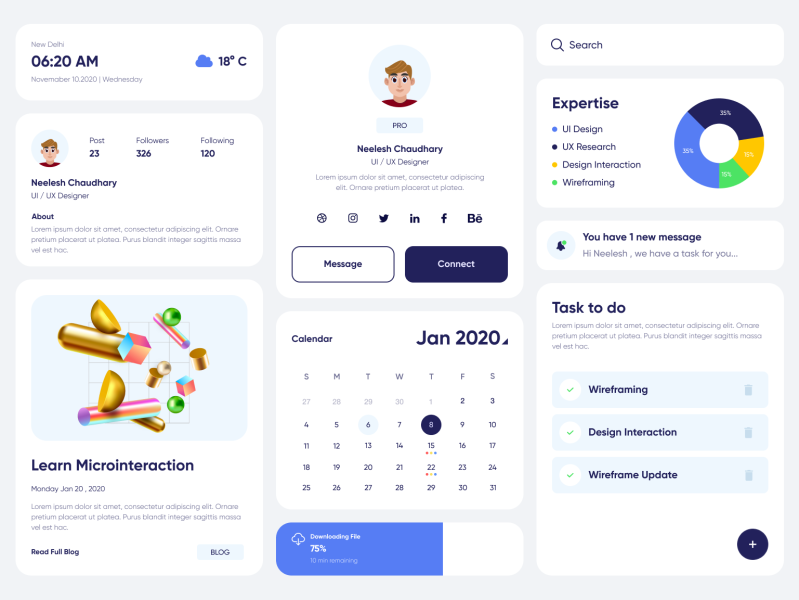 New Delhi
06:20 AM
18° C
November 10.2020 | Wednesday
Post
Followers
Following
23
326
120
Neelesh Chaudhary
UI / UX Designer
About
Lorem ipsum dolor sit amet, consectetur adipiscing elit. Ornare
pretium placerat ut platea. Purus blandit integer sagittis massa
vel est hac.
Learn Microinteraction
Monday Jan 20 , 2020
Lorem ipsum dolor sit amet, consectetur adipiscing elit. Ornare
pretium placerat ut platea. Purus blandit integer sagittis massa
vel est hac.
Read Full Blog
BLOG
PRO
Neelesh Chaudhary
UI / UX Designer
Lorem ipsum dolor sit amet, consectetur adipiscing
elit. Ornare pretium placerat ut platea.
in
f
Bē
Message
Connect
Calendar
Jan 2020
S M T W T F S
27 28 29 30 1 2 3
4 5 6 7 8 9 10
11 12 13 14 15 16 17
18 19 20 21 22 23 24
25 26 27 28 29 30 31
Downloading File
75%
10 min remaining
Search
Expertise
UI Design
UX Research
Design Interaction
Wireframing
35%
35%
15%
15%
You have 1 new message
Hi Neelesh , we have a task for you...
Task to do
Lorem ipsum dolor sit amet, consectetur adipiscing elit. Ornare
pretium placerat ut platea. Purus blandit integer sagittis massa
vel est hac.
Wireframing
Design Interaction
Wireframe Update
+